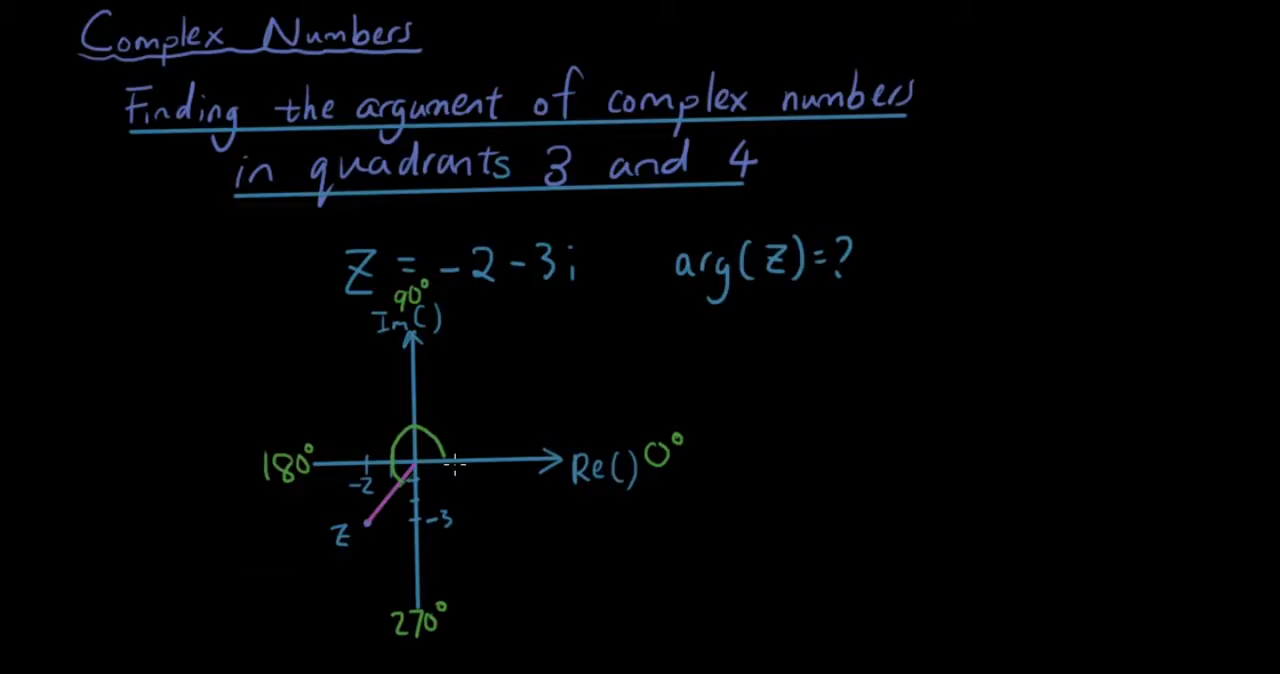 Complex Numbers
Finding the argument of complex numbers
in quadrants 3 and 4
Z = -2 - 3i arg(Z)=?
90°
Im()
180° Re() 0°
-2
-3
Z
270°